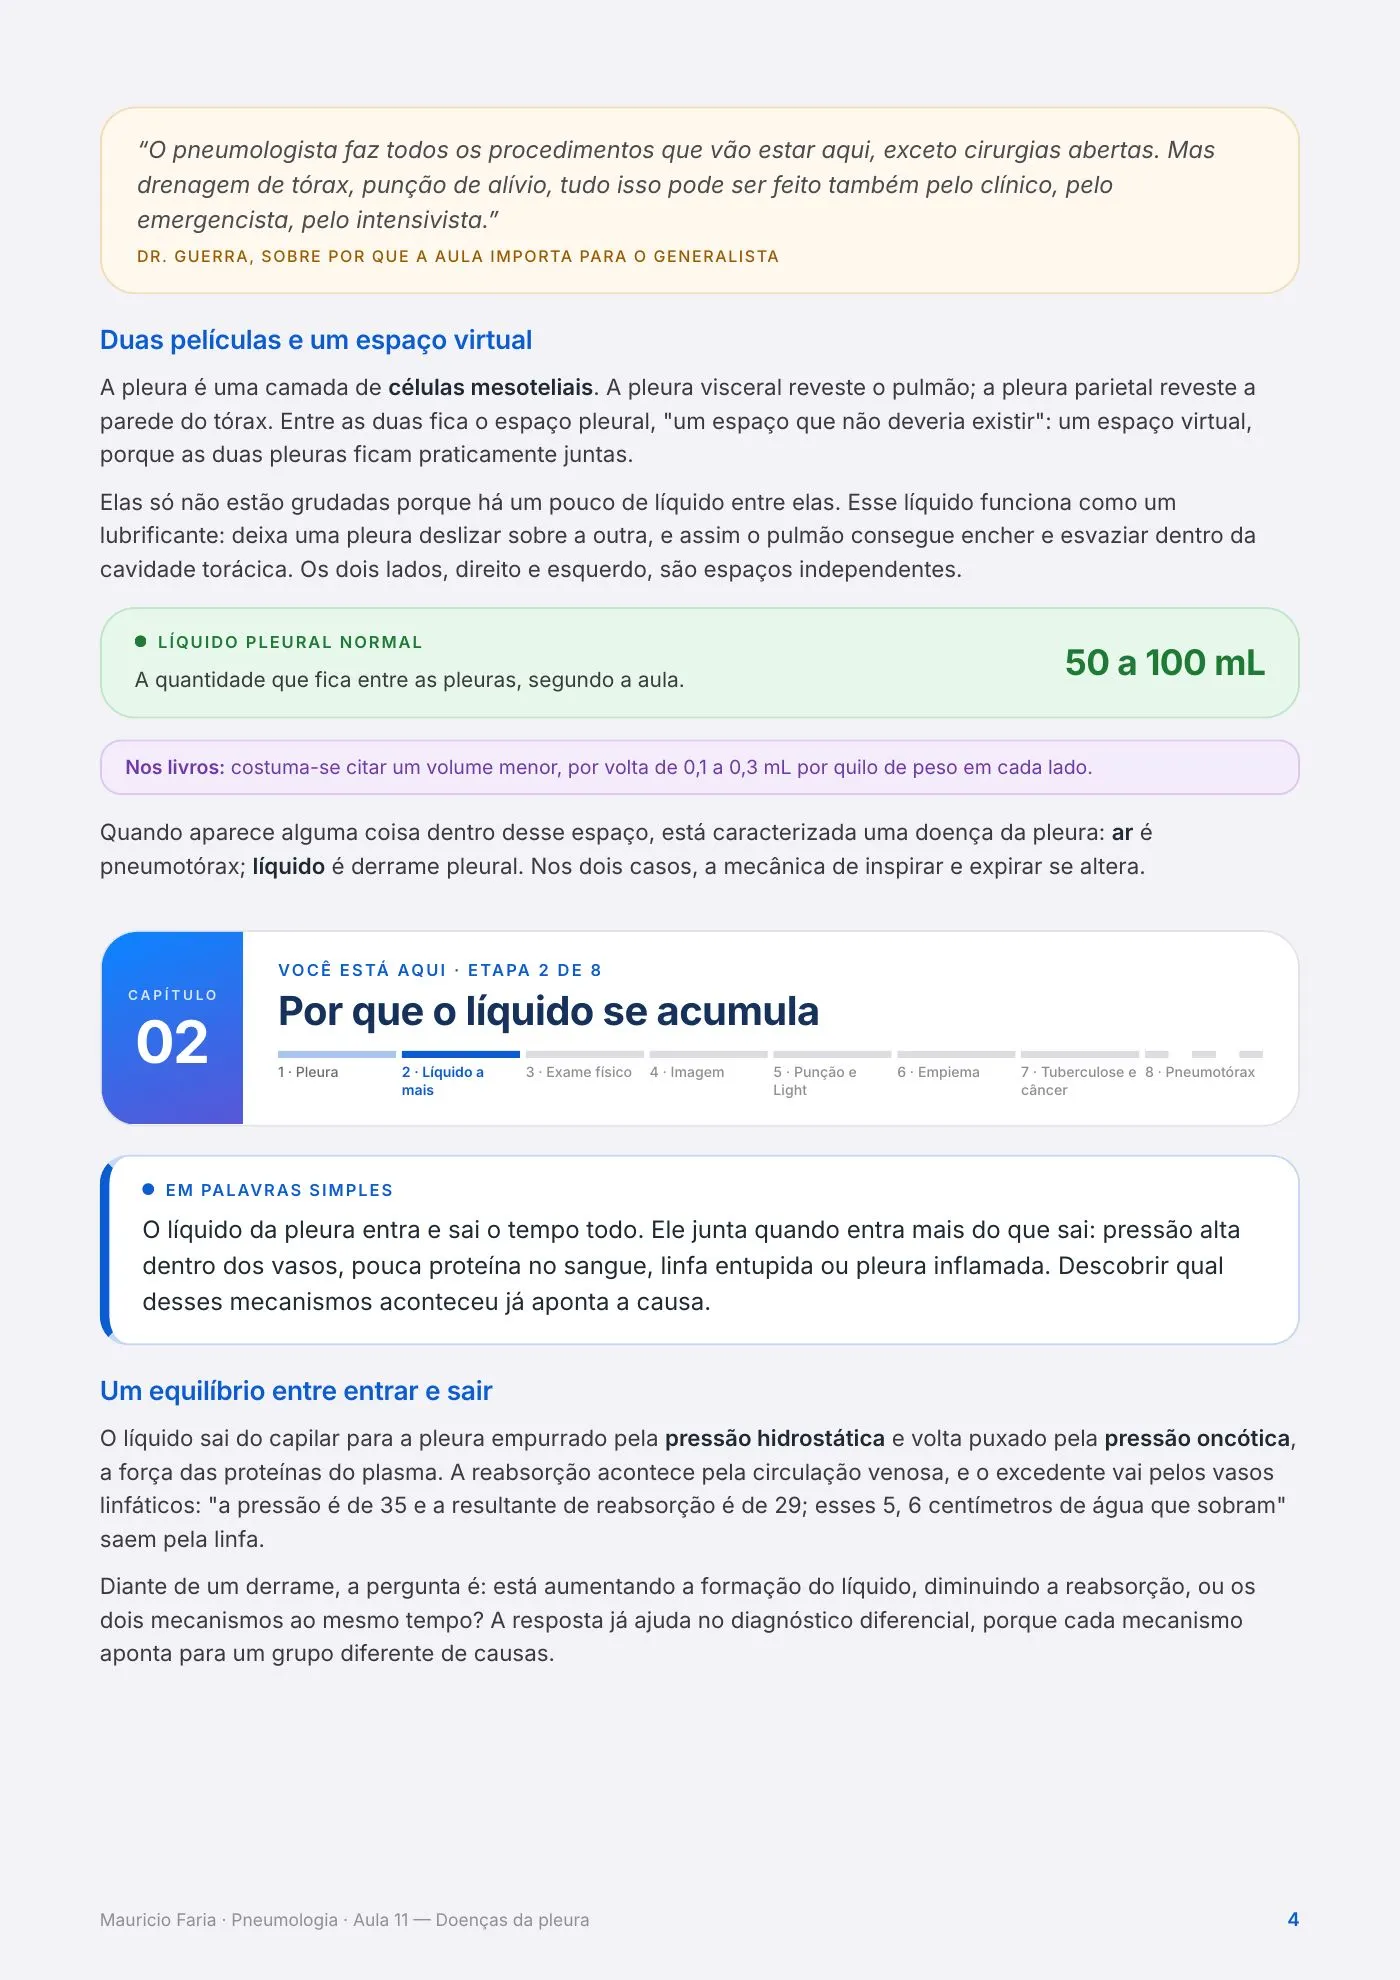 “O pneumologista faz todos os procedimentos que vão estar aqui, exceto cirurgias abertas. Mas
drenagem de tórax, punção de alívio, tudo isso pode ser feito também pelo clínico, pelo
emergencista, pelo intensivista.”
DR. GUERRA, SOBRE POR QUE A AULA IMPORTA PARA O GENERALISTA
Duas películas e um espaço virtual
A pleura é uma camada de células mesoteliais. A pleura visceral reveste o pulmão; a pleura parietal reveste a
parede do tórax. Entre as duas fica o espaço pleural, "um espaço que não deveria existir": um espaço virtual,
porque as duas pleuras ficam praticamente juntas.
Elas só não estão grudadas porque há um pouco de líquido entre elas. Esse líquido funciona como um
lubrificante: deixa uma pleura deslizar sobre a outra, e assim o pulmão consegue encher e esvaziar dentro da
cavidade torácica. Os dois lados, direito e esquerdo, são espaços independentes.
LÍQUIDO PLEURAL NORMAL
A quantidade que fica entre as pleuras, segundo a aula.
50 a 100 mL
Nos livros: costuma-se citar um volume menor, por volta de 0,1 a 0,3 mL por quilo de peso em cada lado.
Quando aparece alguma coisa dentro desse espaço, está caracterizada uma doença da pleura: ar é
pneumotórax; líquido é derrame pleural. Nos dois casos, a mecânica de inspirar e expirar se altera.
CAPÍTULO
02
VOCÊ ESTÁ AQUI · ETAPA 2 DE 8
Por que o líquido se acumula
1 · Pleura
2 · Líquido a
mais
3 · Exame físico
4 · Imagem
5 · Punção e
Light
6 · Empiema
7 · Tuberculose e
câncer
8 · Pneumotórax
EM PALAVRAS SIMPLES
O líquido da pleura entra e sai o tempo todo. Ele junta quando entra mais do que sai: pressão alta
dentro dos vasos, pouca proteína no sangue, linfa entupida ou pleura inflamada. Descobrir qual
desses mecanismos aconteceu já aponta a causa.
Um equilíbrio entre entrar e sair
O líquido sai do capilar para a pleura empurrado pela pressão hidrostática e volta puxado pela pressão oncótica,
a força das proteínas do plasma. A reabsorção acontece pela circulação venosa, e o excedente vai pelos vasos
linfáticos: "a pressão é de 35 e a resultante de reabsorção é de 29; esses 5, 6 centímetros de água que sobram"
saem pela linfa.
Diante de um derrame, a pergunta é: está aumentando a formação do líquido, diminuindo a reabsorção, ou os
dois mecanismos ao mesmo tempo? A resposta já ajuda no diagnóstico diferencial, porque cada mecanismo
aponta para um grupo diferente de causas.
Mauricio Faria · Pneumologia · Aula 11 — Doenças da pleura
4